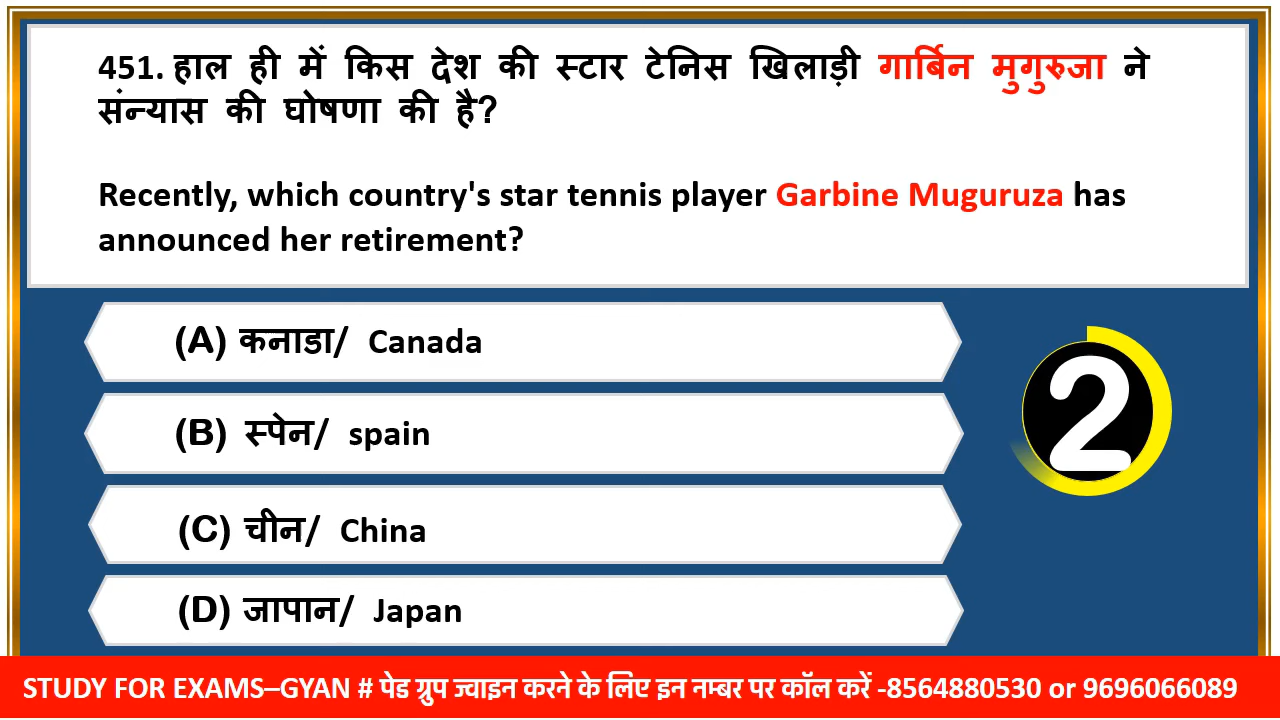 451. हाल ही में किस देश की स्टार टेनिस खिलाड़ी गार्बिन मुगुरुजा ने
संन्यास की घोषणा की है?
Recently, which country's star tennis player Garbine Muguruza has
announced her retirement?
(A) कनाडा/ Canada
(B) स्पेन/ spain
2
(C) चीन/ China
(D) जापान/ Japan
STUDY FOR EXAMS–GYAN # पेड ग्रुप ज्वाइन करने के लिए इन नम्बर पर कॉल करें -8564880530 or 9696066089